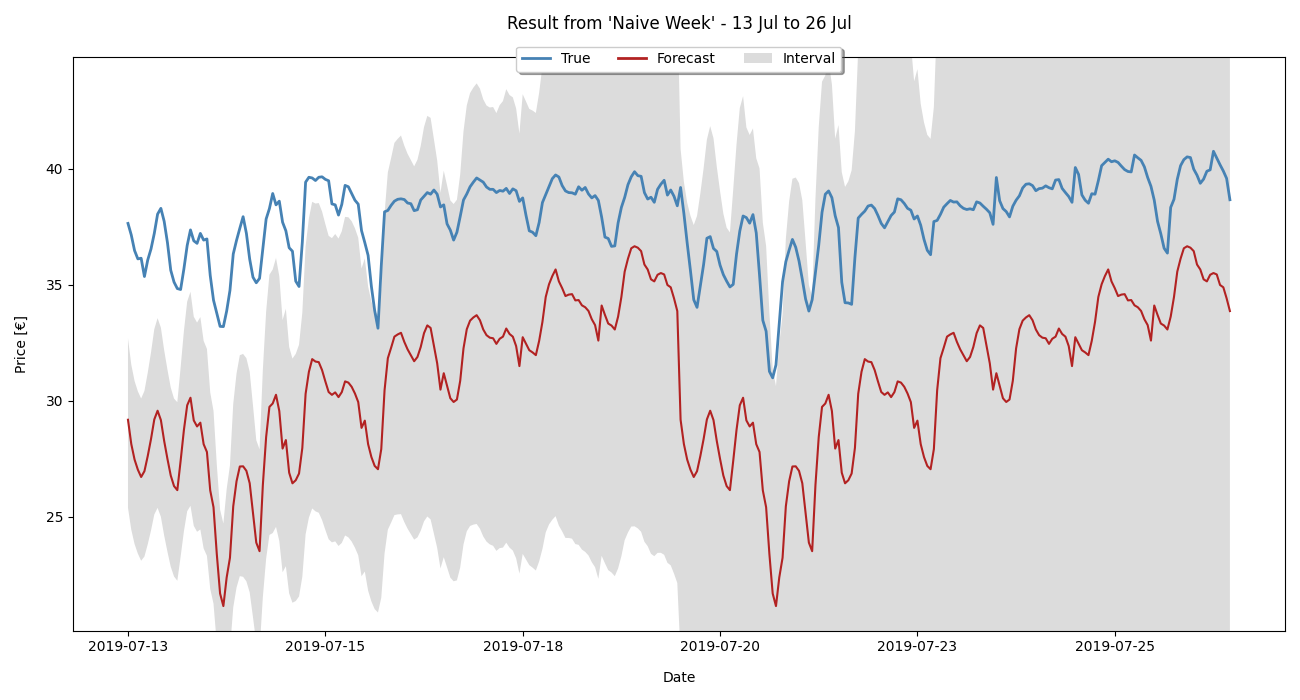 Result from 'Naive Week' - 13 Jul to 26 Jul
True Forecast Interval
Price [€]
40
35
30
25
2019-07-13 2019-07-15 2019-07-18 2019-07-20 2019-07-23 2019-07-25
Date